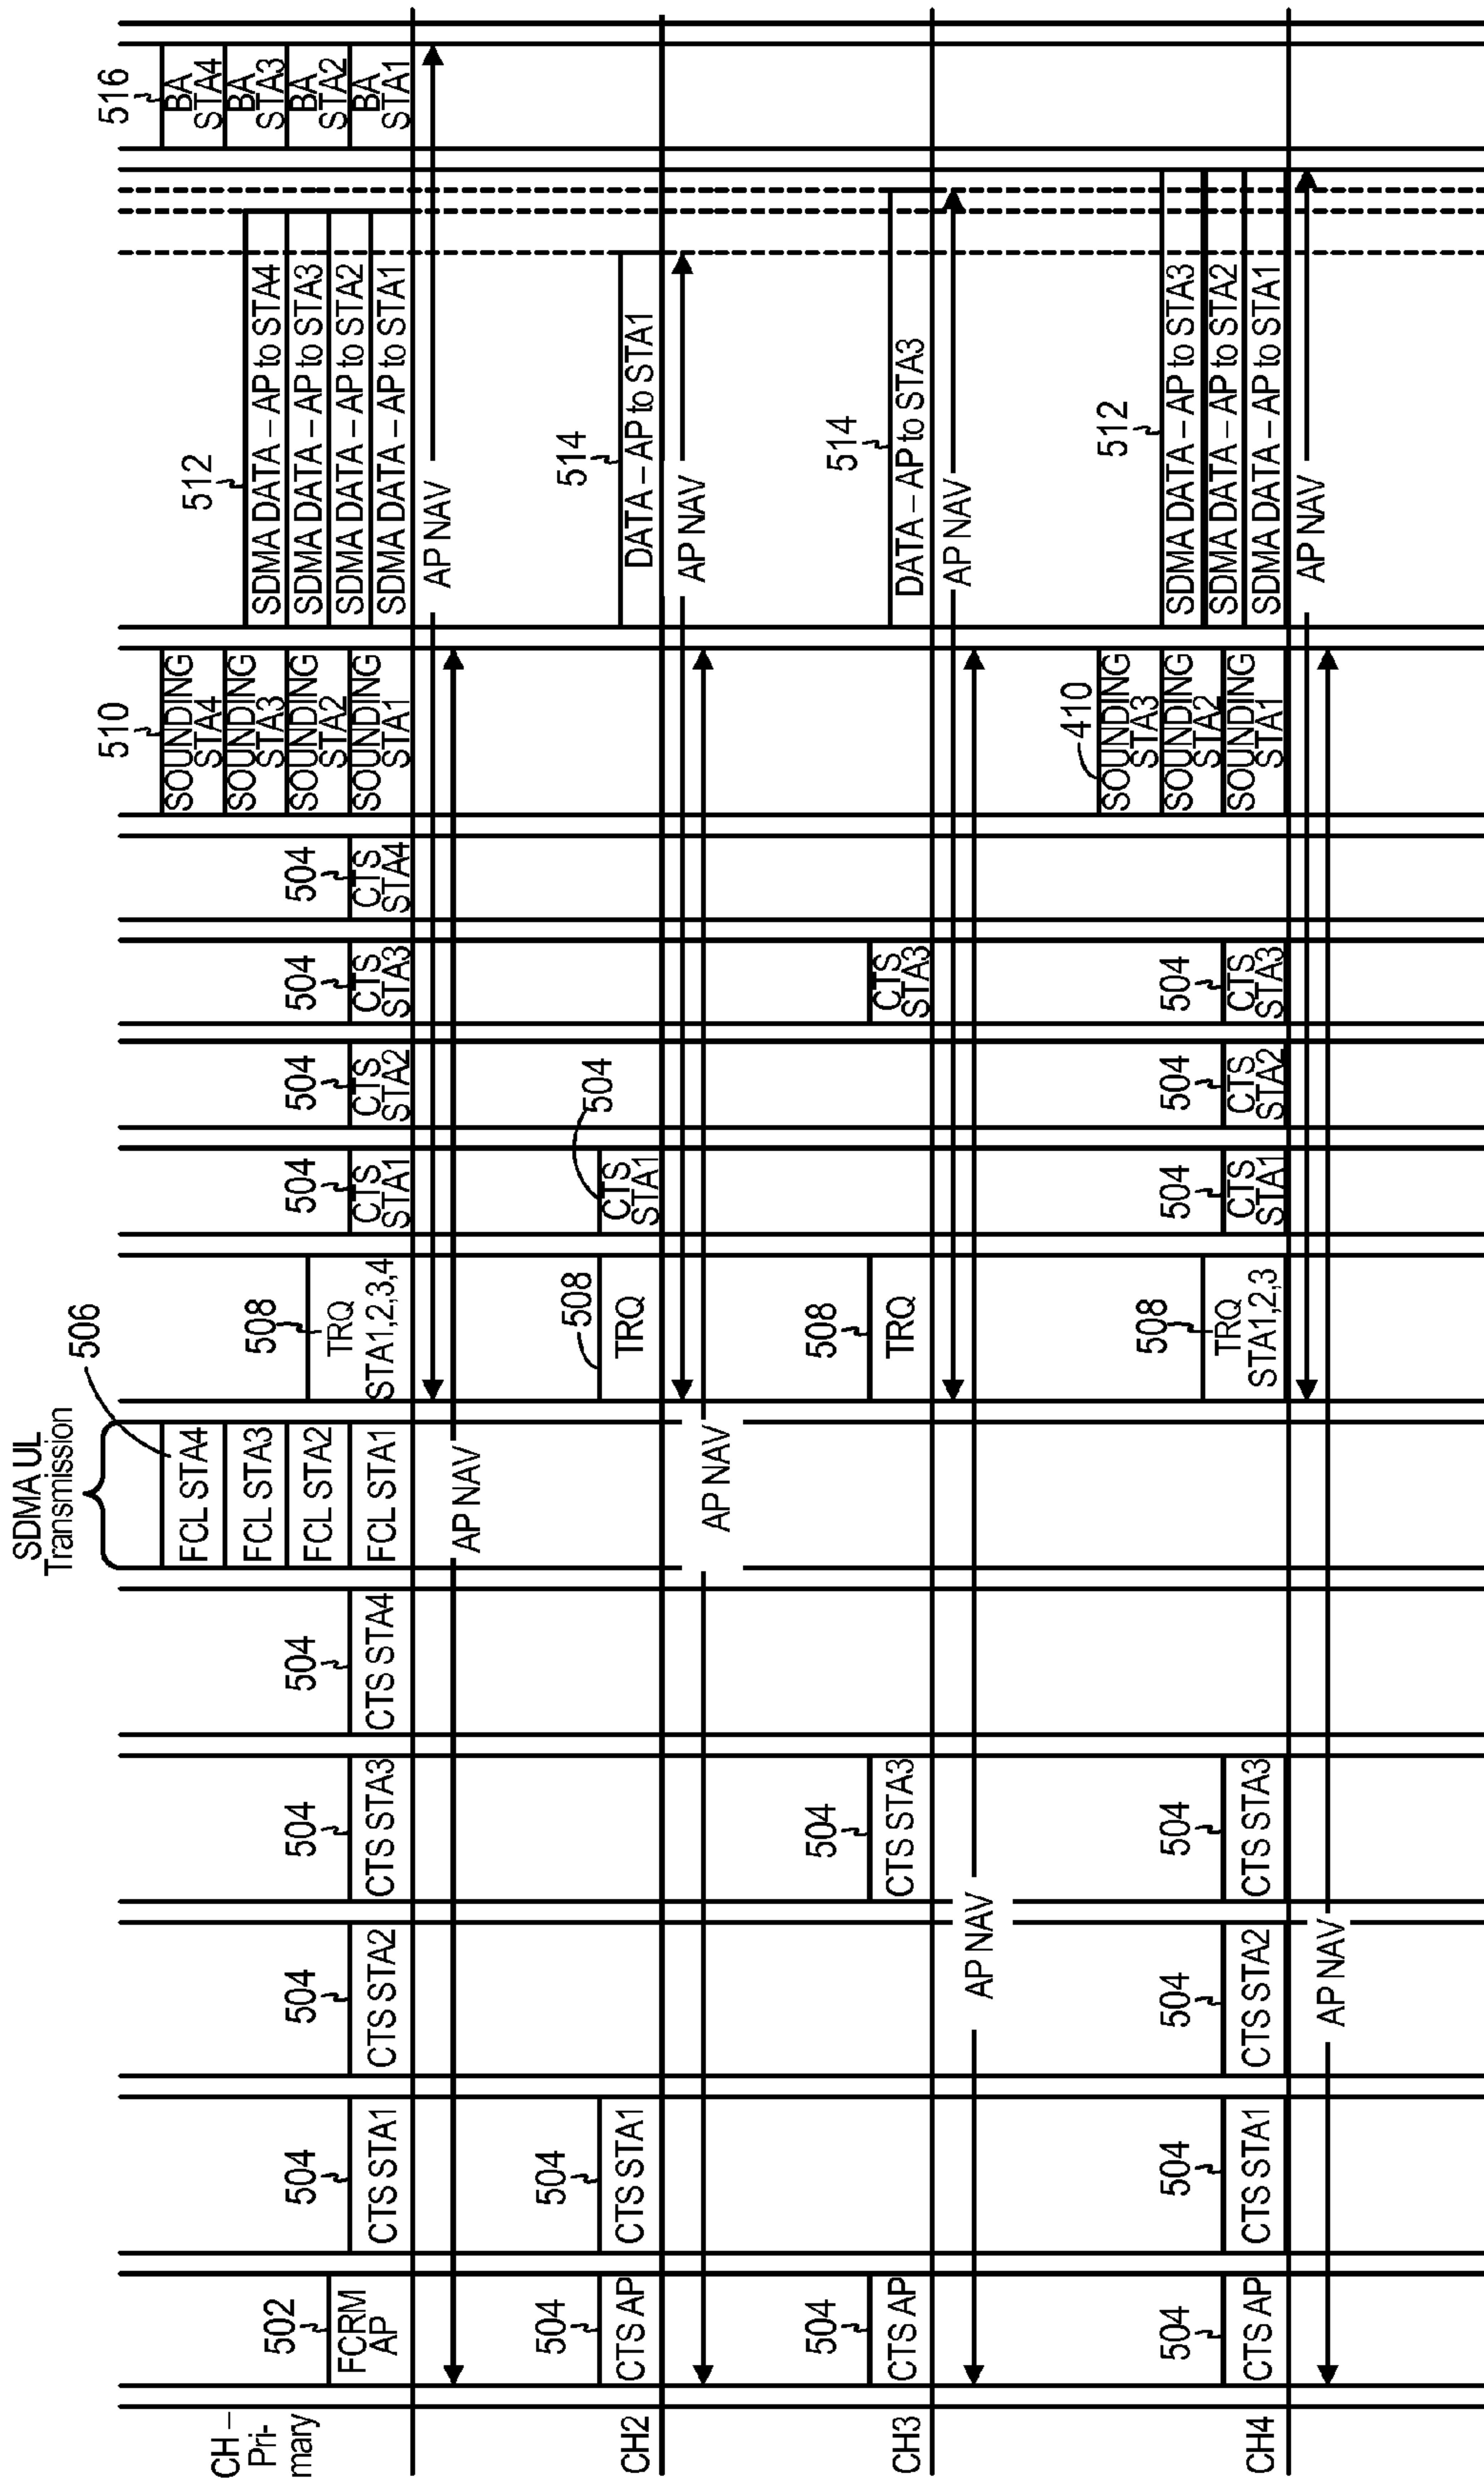 SDMA UL
Transmission
506
CH –
Pri-
mary
502
FCRM
AP
504
CTS STA1
504
CTS STA2
504
CTS STA3
504
CTS STA4
FCL STA4
FCL STA3
FCL STA2
FCL STA1
508
TRQ
STA1,2,3,4
504
CTS
STA1
504
CTS
STA2
504
CTS
STA3
504
CTS
STA4
510
SOUNDING
STA4
SOUNDING
STA3
SOUNDING
STA2
SOUNDING
STA1
512
SDMA DATA – AP to STA4
SDMA DATA – AP to STA3
SDMA DATA – AP to STA2
SDMA DATA – AP to STA1
516
BA
STA4
BA
STA3
BA
STA2
BA
STA1
AP NAV
AP NAV
CH2
504
CTS AP
504
CTS STA1
508
TRQ
504
CTS
STA1
514
DATA – AP to STA1
AP NAV
AP NAV
CH3
504
CTS AP
504
CTS STA3
508
TRQ
CTS
STA3
514
DATA – AP to STA3
AP NAV
AP NAV
CH4
504
CTS AP
504
CTS STA1
504
CTS STA2
504
CTS STA3
508
TRQ
STA1,2,3
504
CTS
STA1
504
CTS
STA2
504
CTS
STA3
410
SOUNDING
STA3
SOUNDING
STA2
SOUNDING
STA1
512
SDMA DATA – AP to STA3
SDMA DATA – AP to STA2
SDMA DATA – AP to STA1
AP NAV
AP NAV